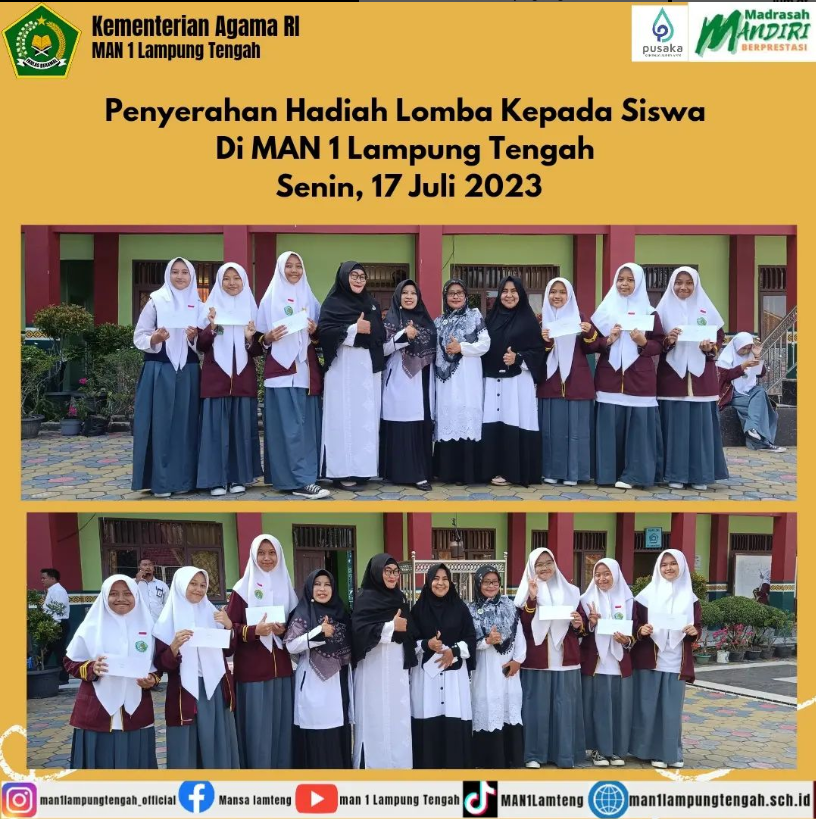 Kementerian Agama RI
MAN 1 Lampung Tengah
pusaka
Madrasah
MANDIRI
BERPRESTASI
Penyerahan Hadiah Lomba Kepada Siswa
Di MAN 1 Lampung Tengah
Senin, 17 Juli 2023
man1lampungtengah_official
Mansa lamteng
man 1 Lampung Tengah
MAN1Lamteng
man1lampungtengah.sch.id